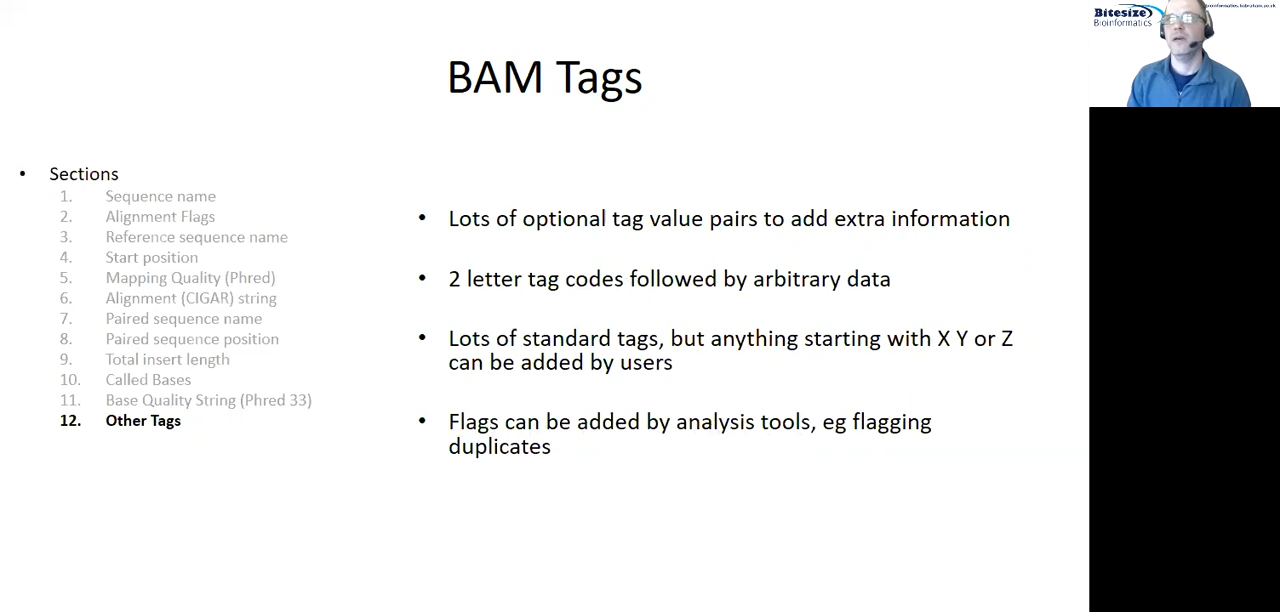 Bitesize
Bioinformatics
bioinformatics.babraham.ac.uk
BAM Tags
• Sections
1. Sequence name
2. Alignment Flags
3. Reference sequence name
4. Start position
5. Mapping Quality (Phred)
6. Alignment (CIGAR) string
7. Paired sequence name
8. Paired sequence position
9. Total insert length
10. Called Bases
11. Base Quality String (Phred 33)
12. Other Tags
• Lots of optional tag value pairs to add extra information
• 2 letter tag codes followed by arbitrary data
• Lots of standard tags, but anything starting with X Y or Z
can be added by users
• Flags can be added by analysis tools, eg flagging
duplicates